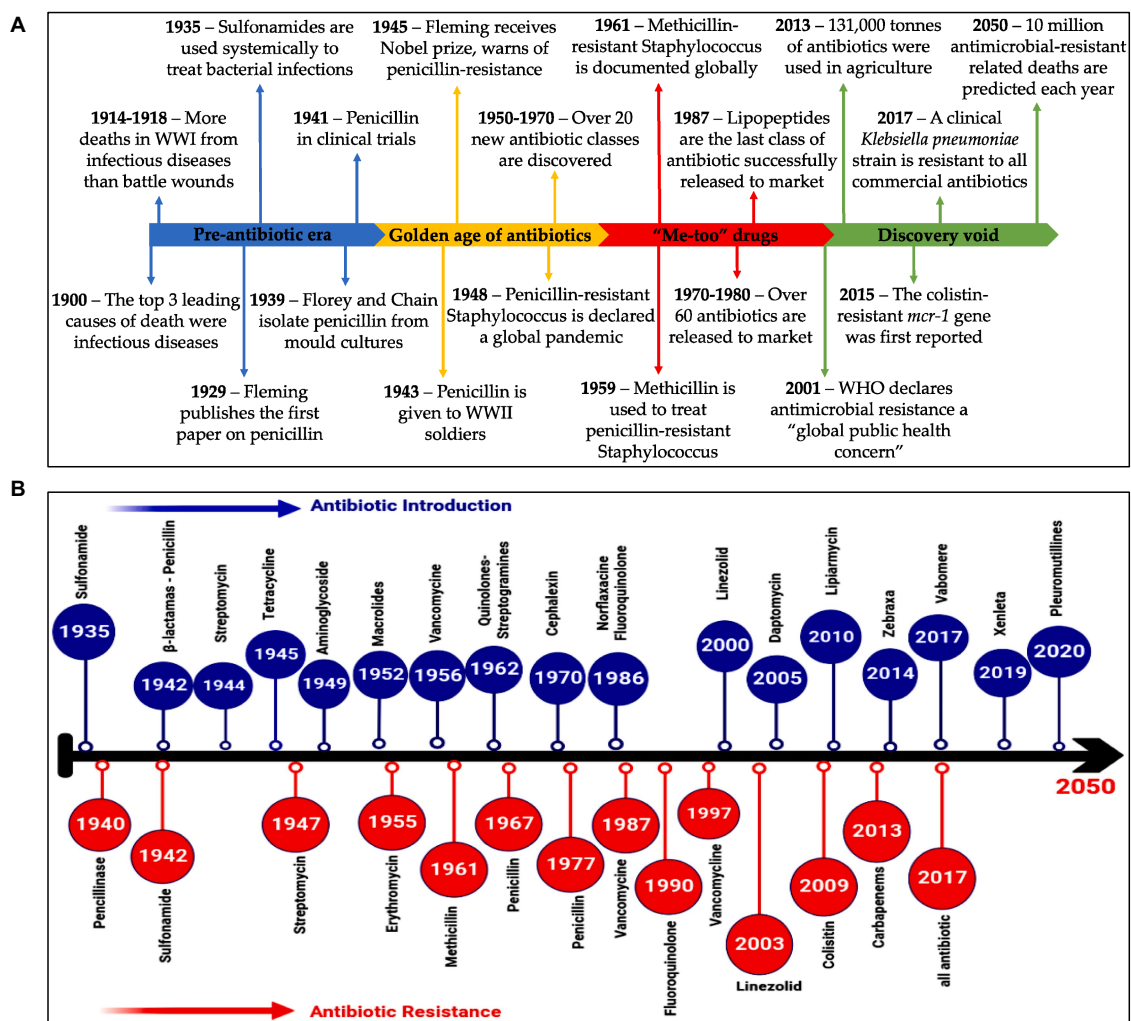 A
1935 – Sulfonamides are
used systemically to
treat bacterial infections
1945 – Fleming receives
Nobel prize, warns of
penicillin-resistance
1961 – Methicillin-
resistant Staphylococcus
is documented globally
2013 – 131,000 tonnes
of antibiotics were
used in agriculture
2050 – 10 million
antimicrobial-resistant
related deaths are
predicted each year
1914-1918 – More
deaths in WWI from
infectious diseases
than battle wounds
1941 – Penicillin
in clinical trials
1950-1970 – Over 20
new antibiotic classes
are discovered
1987 – Lipopeptides
are the last class of
antibiotic successfully
released to market
2017 – A clinical
Klebsiella pneumoniae
strain is resistant to all
commercial antibiotics
Pre-antibiotic era
Golden age of antibiotics
“Me-too” drugs
Discovery void
1900 – The top 3 leading
causes of death were
infectious diseases
1939 – Florey and Chain
isolate penicillin from
mould cultures
1948 – Penicillin-resistant
Staphylococcus is declared
a global pandemic
1970-1980 – Over
60 antibiotics are
released to market
2015 – The colistin-
resistant mcr-1 gene
was first reported
1929 – Fleming
publishes the first
paper on penicillin
1943 – Penicillin is
given to WWII
soldiers
1959 – Methicillin is
used to treat
penicillin-resistant
Staphylococcus
2001 – WHO declares
antimicrobial resistance a
“global public health
concern”
B
Antibiotic Introduction
Sulfonamide
1935
β-lactamas - Penicillin
1942
Streptomycin
1944
Tetracycline
1945
Aminoglycoside
1949
Macrolides
1952
Vancomycine
1956
Quinolones-
Streptogramines
1962
Cephalexin
1970
Norflaxacine
Fluoroquinolone
1986
Linezolid
2000
Daptomycin
2005
Lipiarmycin
2010
Zebraxa
2014
Vabomere
2017
Xenleta
2019
Pleuromutillines
2020
2050
1940
Pencillinase
1942
Sulfonamide
1947
Streptomycin
1955
Erythromycin
1961
Methicillin
1967
Penicillin
1977
Penicillin
1987
Vancomycine
1990
Fluoroquinolone
1997
Vancomycline
2003
Linezolid
2009
Colisitin
2013
Carbapenems
2017
all antibiotic
Antibiotic Resistance